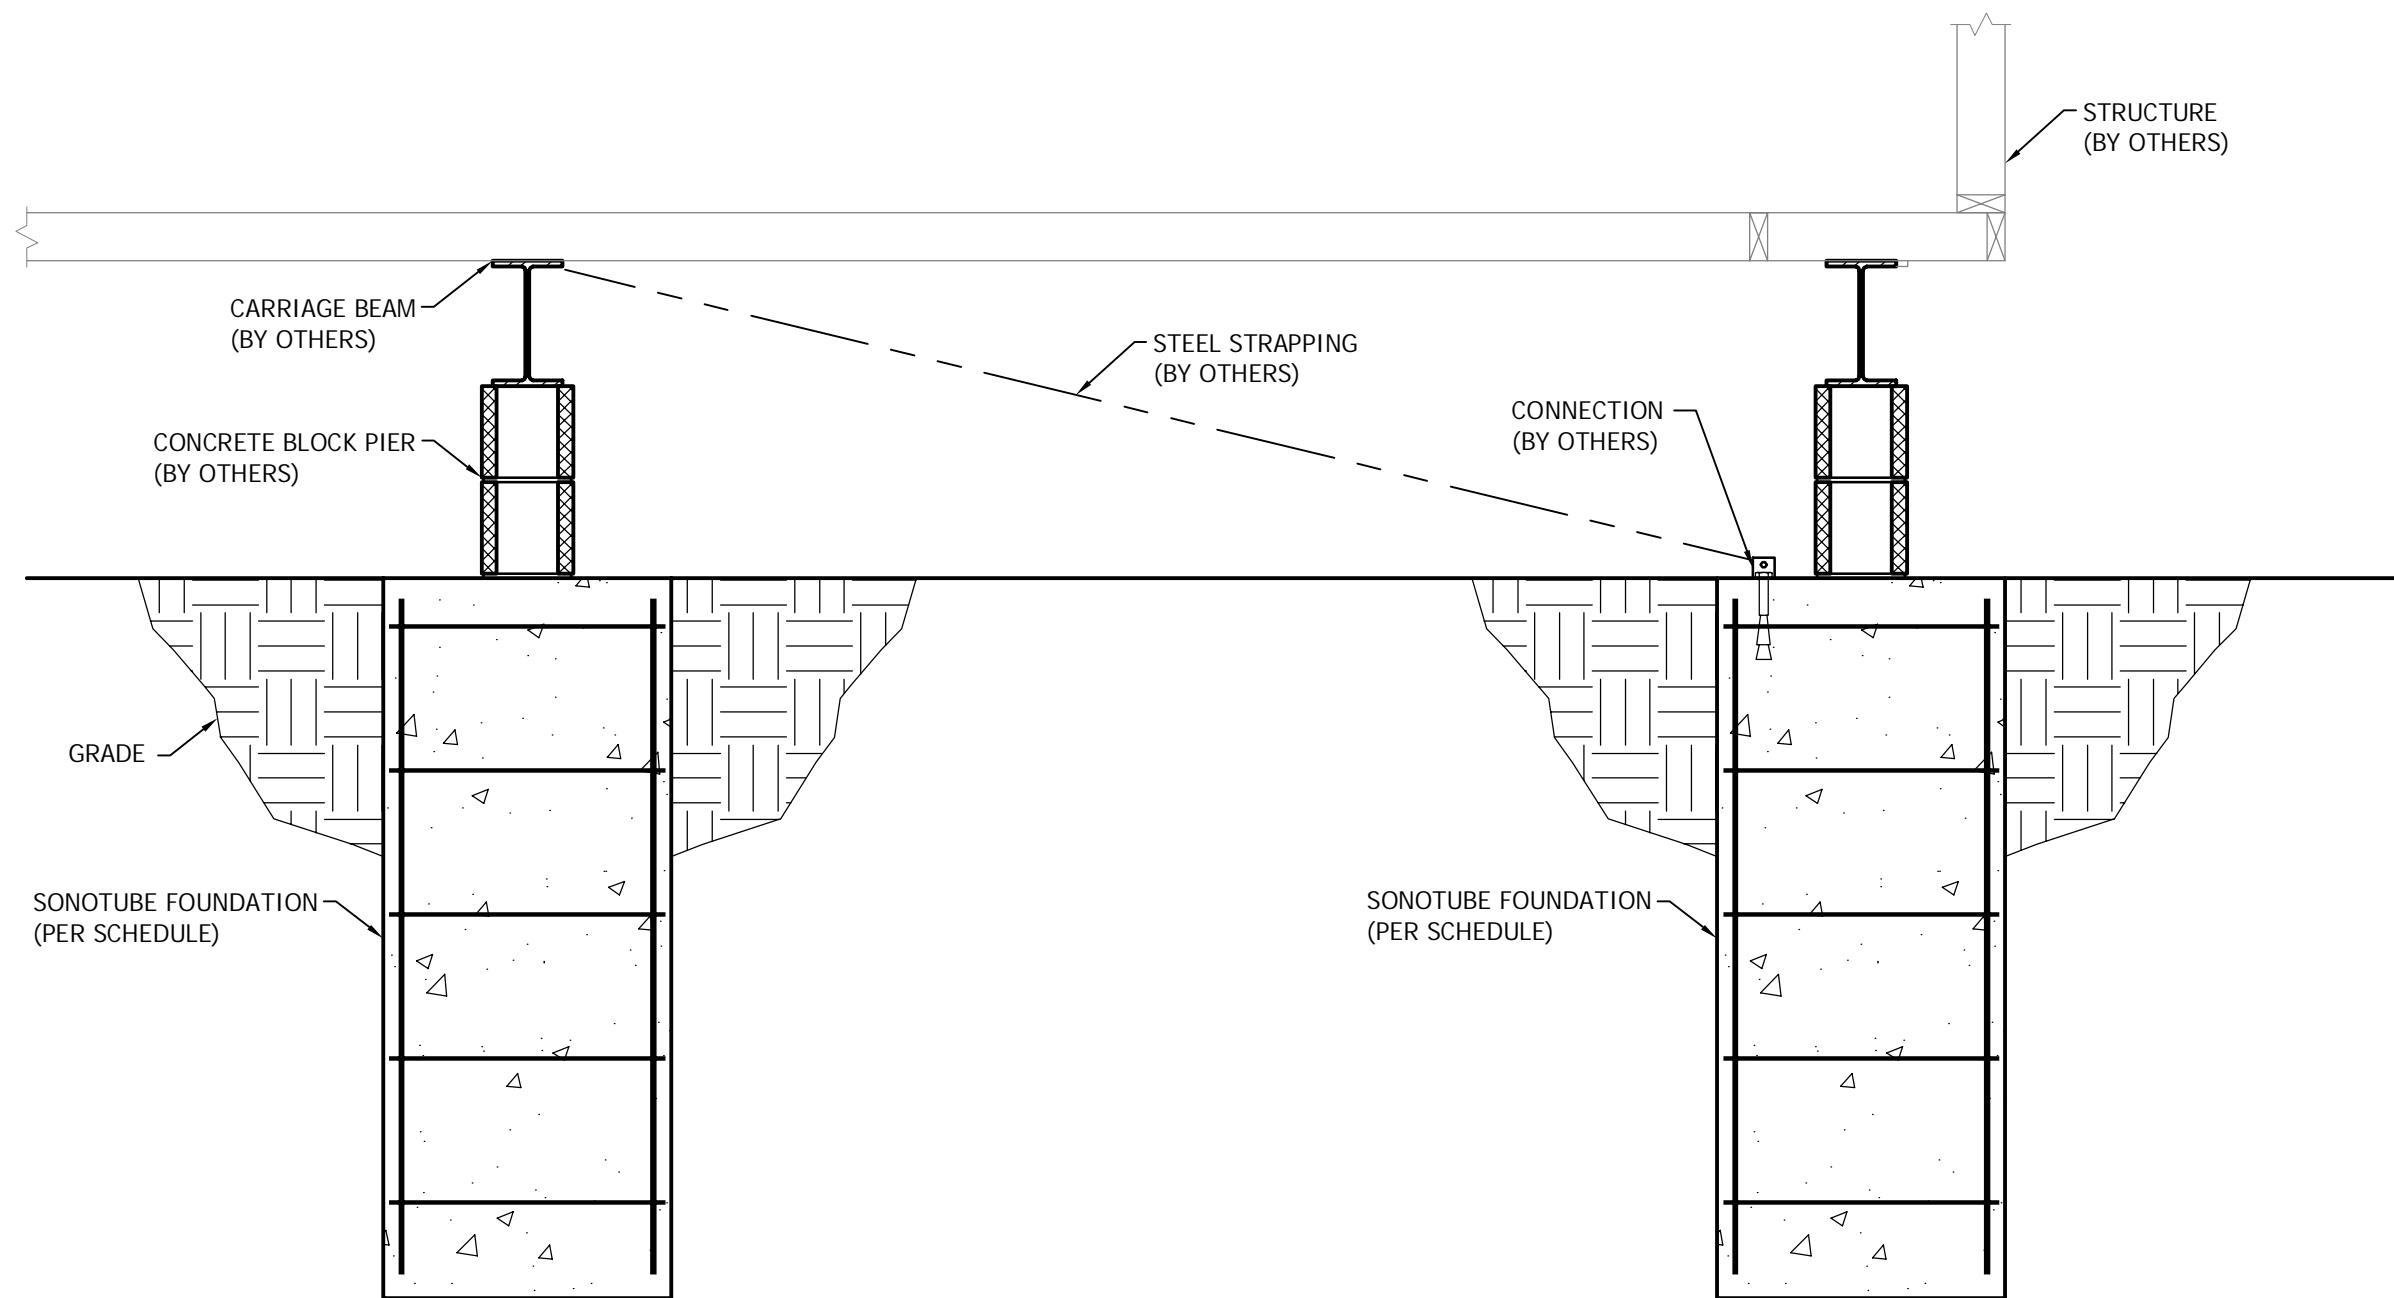 STRUCTURE
(BY OTHERS)
CARRIAGE BEAM
(BY OTHERS)
STEEL STRAPPING
(BY OTHERS)
CONNECTION
(BY OTHERS)
CONCRETE BLOCK PIER
(BY OTHERS)
GRADE
SONOTUBE FOUNDATION
(PER SCHEDULE)
SONOTUBE FOUNDATION
(PER SCHEDULE)